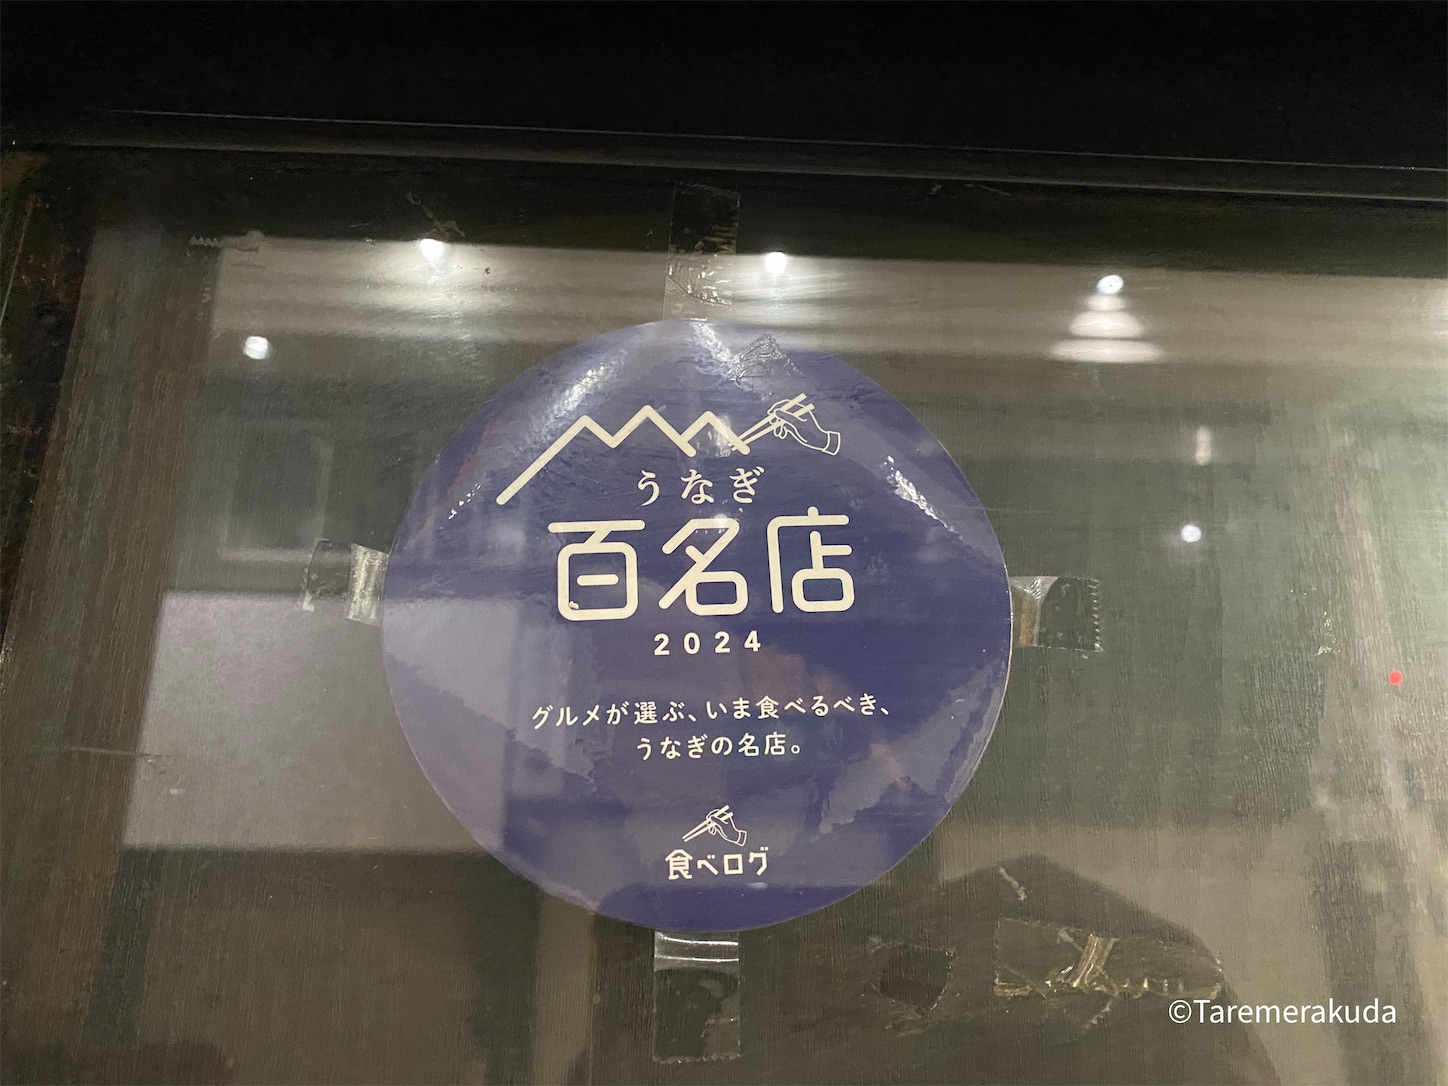 うなぎ
百名店
2024
グルメが選ぶ、いま食べるべき、
うなぎの名店。
食べログ
©Taremerakuda